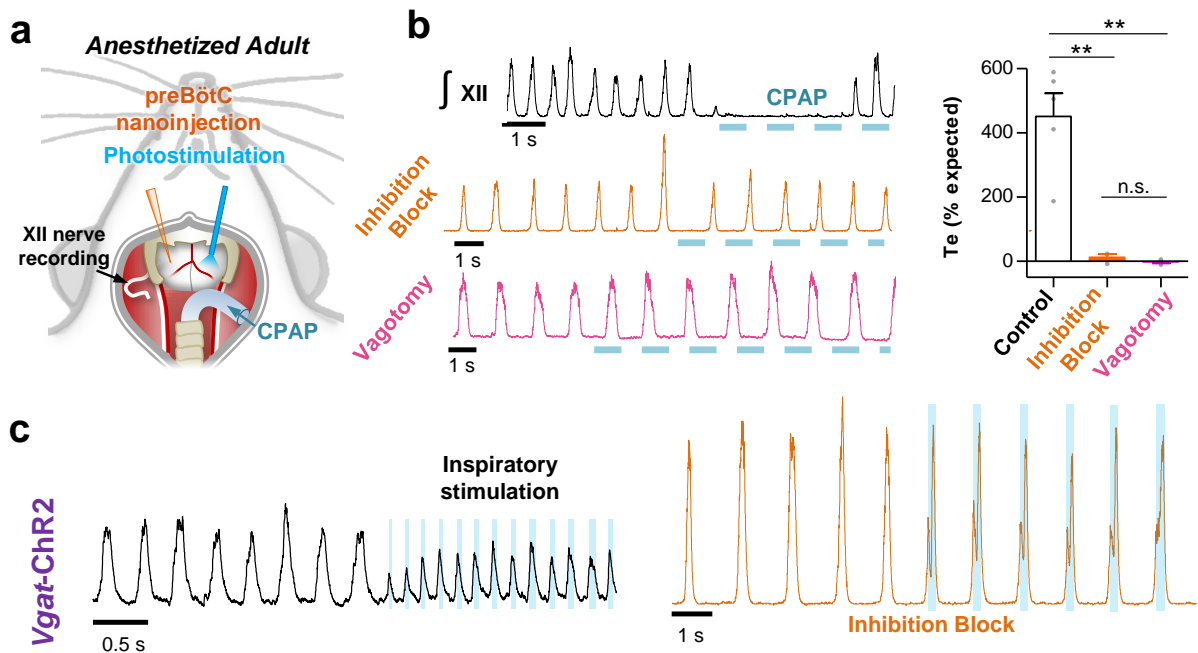 a
Anesthetized Adult
preBötC
nanoinjection
Photostimulation
XII nerve
recording
CPAP
b
∫ XII
CPAP
1 s
Inhibition
Block
1 s
Vagotomy
1 s
**
**
n.s.
Te (% expected)
600
400
200
0
Control
Inhibition
Block
Vagotomy
c
Vgat-ChR2
Inspiratory
stimulation
0.5 s
1 s
Inhibition Block